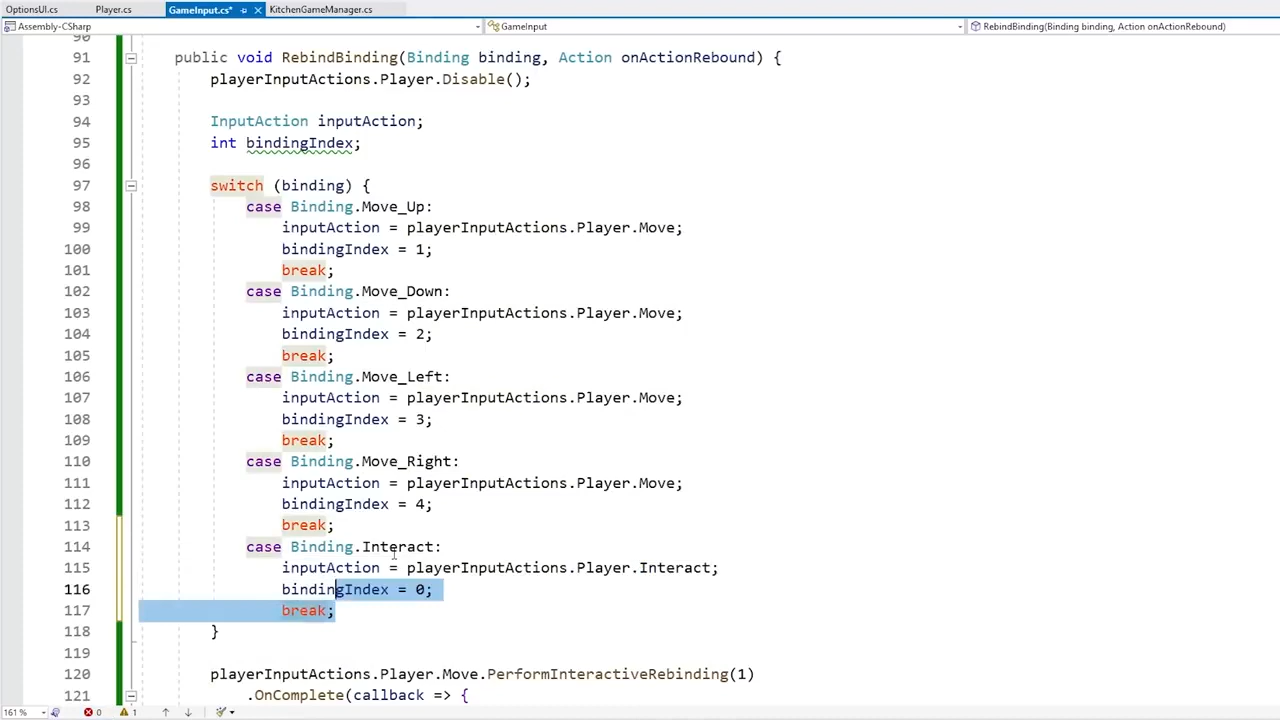 OptionsUI.cs Player.cs GameInput.cs* KitchenGameManager.cs
Assembly-CSharp GameInput RebindBinding(Binding binding, Action onActionRebound)
90
91 public void RebindBinding(Binding binding, Action onActionRebound) {
92 playerInputActions.Player.Disable();
93
94 InputAction inputAction;
95 int bindingIndex;
96
97 switch (binding) {
98 case Binding.Move_Up:
99 inputAction = playerInputActions.Player.Move;
100 bindingIndex = 1;
101 break;
102 case Binding.Move_Down:
103 inputAction = playerInputActions.Player.Move;
104 bindingIndex = 2;
105 break;
106 case Binding.Move_Left:
107 inputAction = playerInputActions.Player.Move;
108 bindingIndex = 3;
109 break;
110 case Binding.Move_Right:
111 inputAction = playerInputActions.Player.Move;
112 bindingIndex = 4;
113 break;
114 case Binding.Interact:
115 inputAction = playerInputActions.Player.Interact;
116 bindingIndex = 0;
117 break;
118 }
119
120 playerInputActions.Player.Move.PerformInteractiveRebinding(1)
121 .OnComplete(callback => {
161 % 0 1